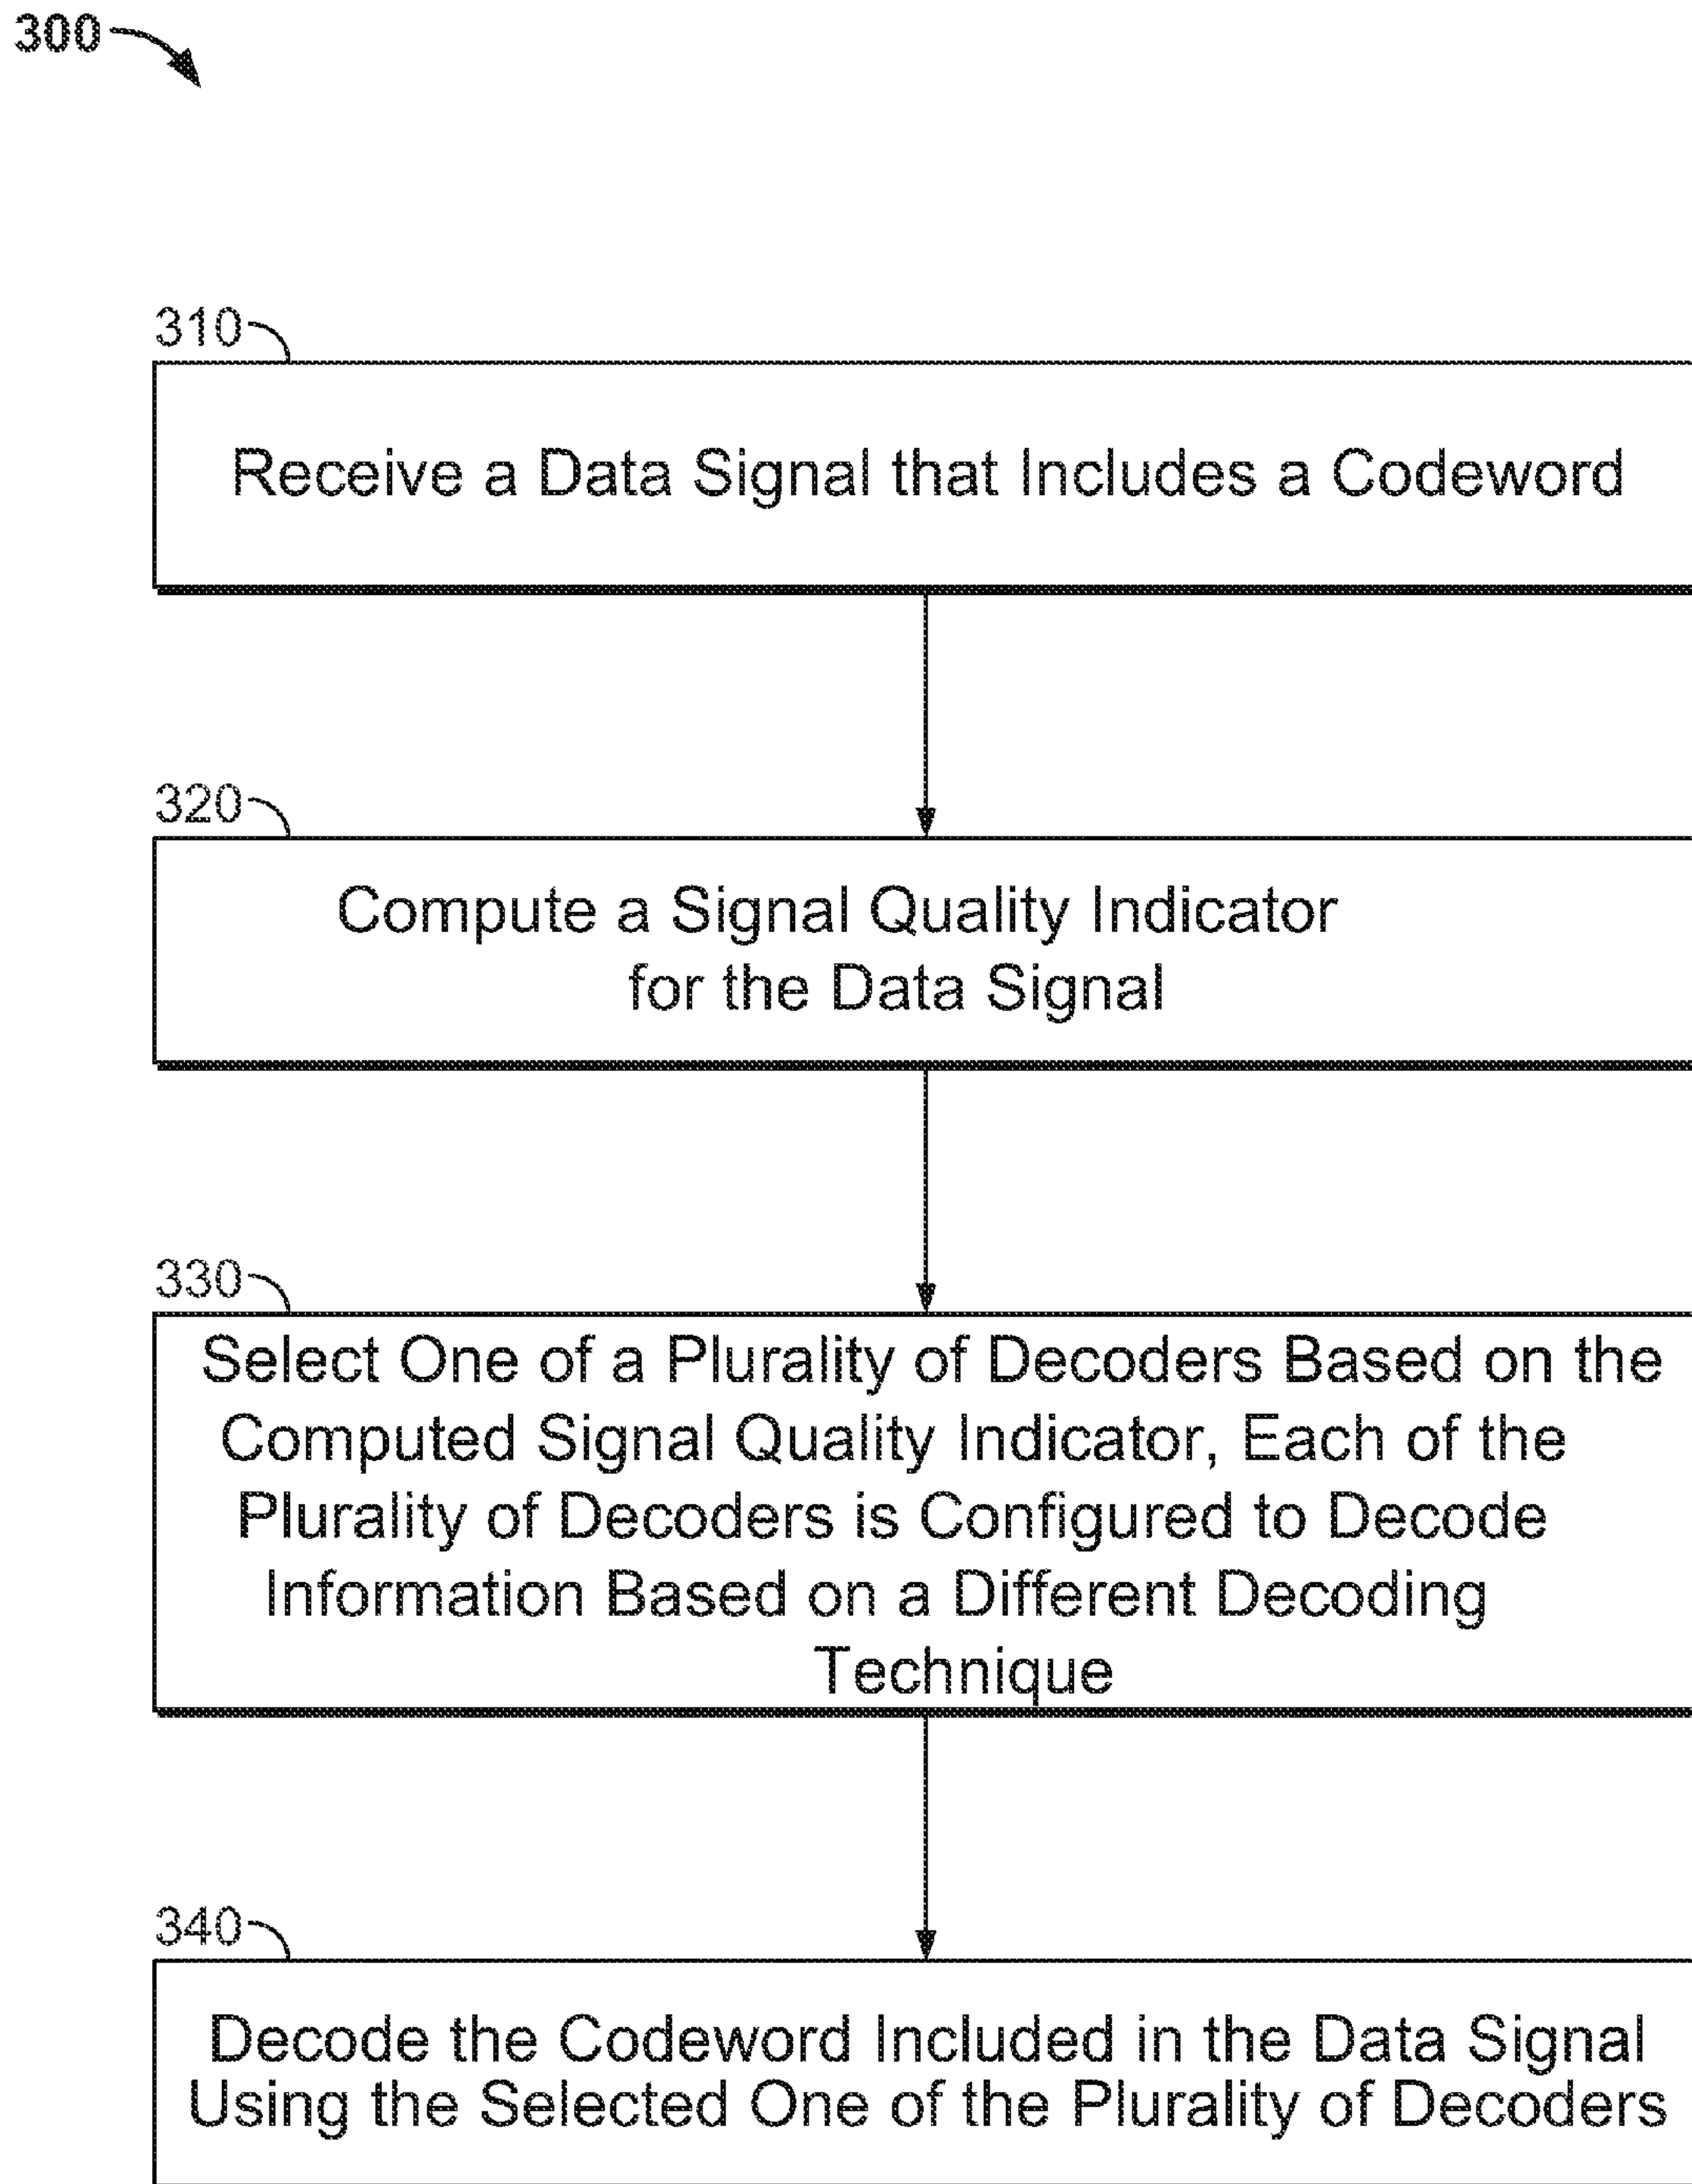 300
310
Receive a Data Signal that Includes a Codeword
320
Compute a Signal Quality Indicator
for the Data Signal
330
Select One of a Plurality of Decoders Based on the
Computed Signal Quality Indicator, Each of the
Plurality of Decoders is Configured to Decode
Information Based on a Different Decoding
Technique
340
Decode the Codeword Included in the Data Signal
Using the Selected One of the Plurality of Decoders